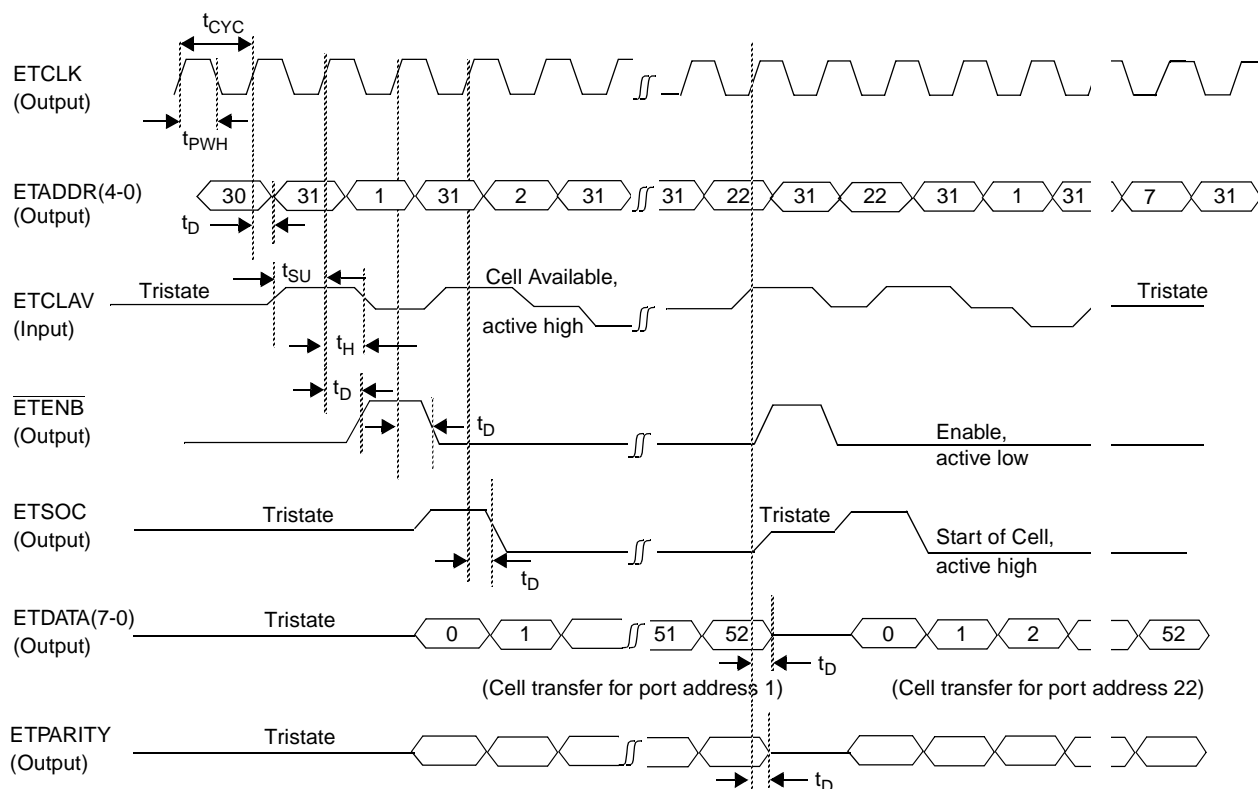 tCYC
ETCLK
(Output)
tPWH
ETADDR(4-0)
(Output)
30 31 1 31 2 31 31 22 31 22 31 1 31 7 31
tD
tSU
ETCLAV
(Input)
Tristate
Cell Available,
active high
Tristate
tH
tD
ETENB
(Output)
tD
Enable,
active low
ETSOC
(Output)
Tristate
Tristate
Start of Cell,
active high
tD
ETDATA(7-0)
(Output)
Tristate
0 1 51 52 0 1 2 52
tD
(Cell transfer for port address 1)
(Cell transfer for port address 22)
ETPARITY
(Output)
Tristate
tD